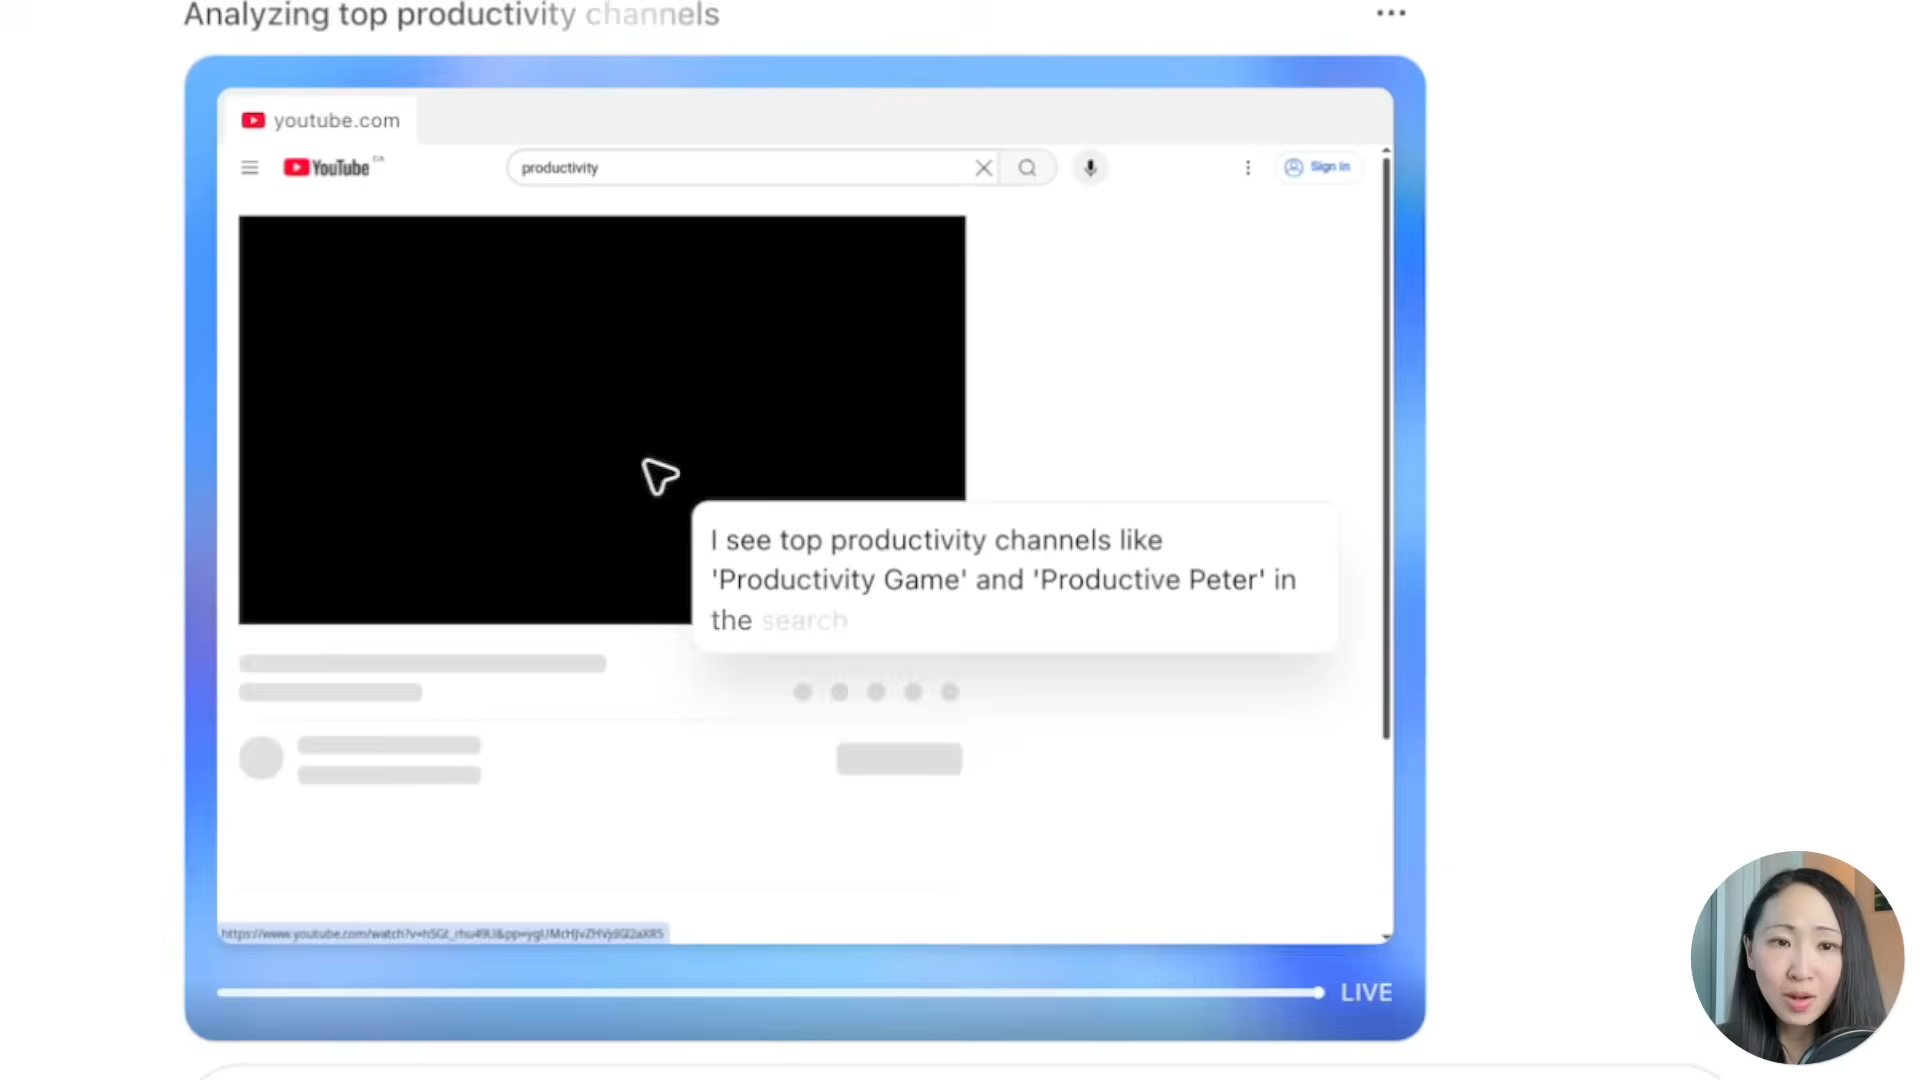 Analyzing top productivity channels
youtube.com
YouTube CA
productivity
Sign in
I see top productivity channels like
'Productivity Game' and 'Productive Peter' in
the search
LIVE